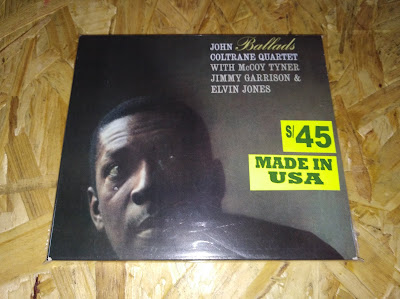 JOHN Ballads
COLTRANE QUARTET
WITH McCOY TYNER
JIMMY GARRISON &
ELVIN JONES
S/ 45
MADE IN
USA